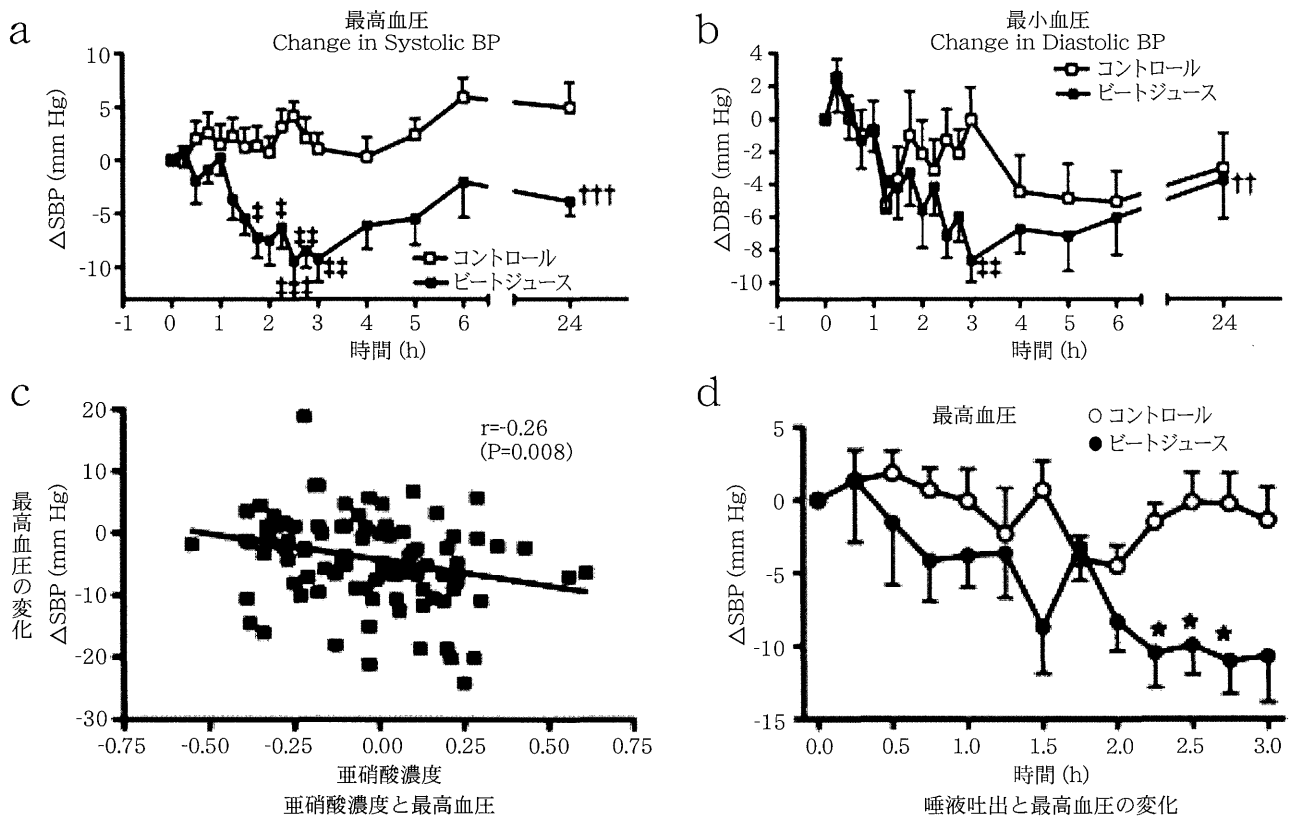 a
最高血圧
Change in Systolic BP
10
5
0
-5
-10
△SBP (mm Hg)
‡
‡
‡‡
‡‡
‡‡‡
†††
コントロール
ビートジュース
-1 0 1 2 3 4 5 6 24
時間 (h)
b
最小血圧
Change in Diastolic BP
コントロール
ビートジュース
4
2
0
-2
-4
-6
-8
-10
△DBP (mm Hg)
‡‡
††
-1 0 1 2 3 4 5 6 24
時間 (h)
c
20
10
0
-10
-20
-30
最高血圧の変化
△SBP (mm Hg)
r=-0.26
(P=0.008)
-0.75 -0.50 -0.25 0.00 0.25 0.50 0.75
亜硝酸濃度
亜硝酸濃度と最高血圧
d
最高血圧
コントロール
ビートジュース
5
0
-5
-10
-15
△SBP (mm Hg)
★ ★ ★
0.0 0.5 1.0 1.5 2.0 2.5 3.0
時間 (h)
唾液吐出と最高血圧の変化